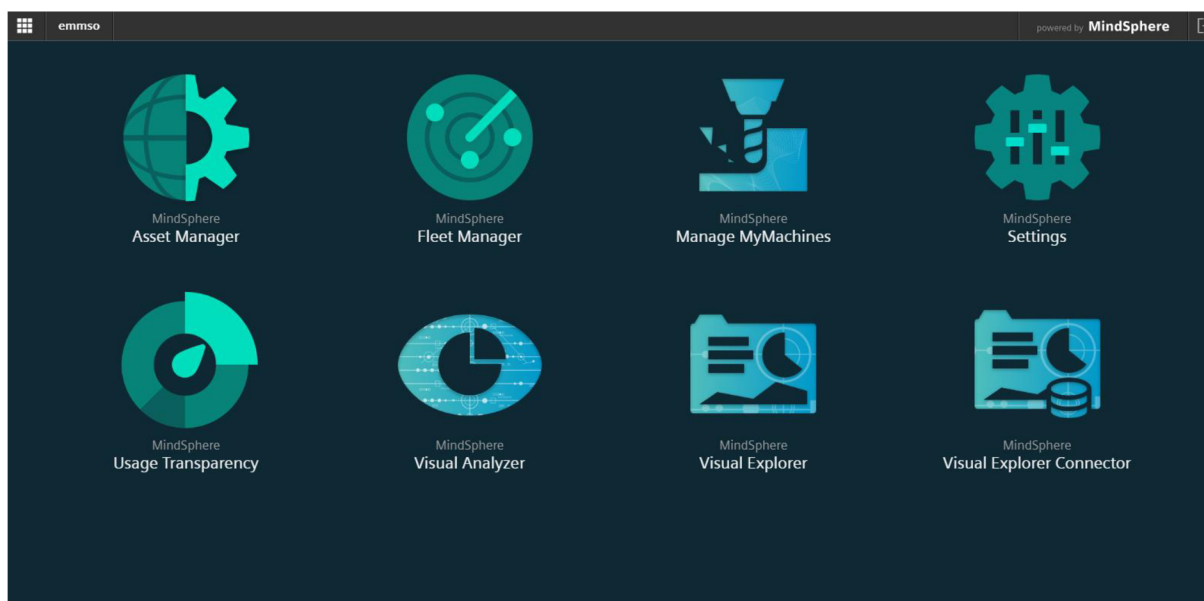 emmso
powered by MindSphere
MindSphere
Asset Manager
MindSphere
Fleet Manager
MindSphere
Manage MyMachines
MindSphere
Settings
MindSphere
Usage Transparency
MindSphere
Visual Analyzer
MindSphere
Visual Explorer
MindSphere
Visual Explorer Connector